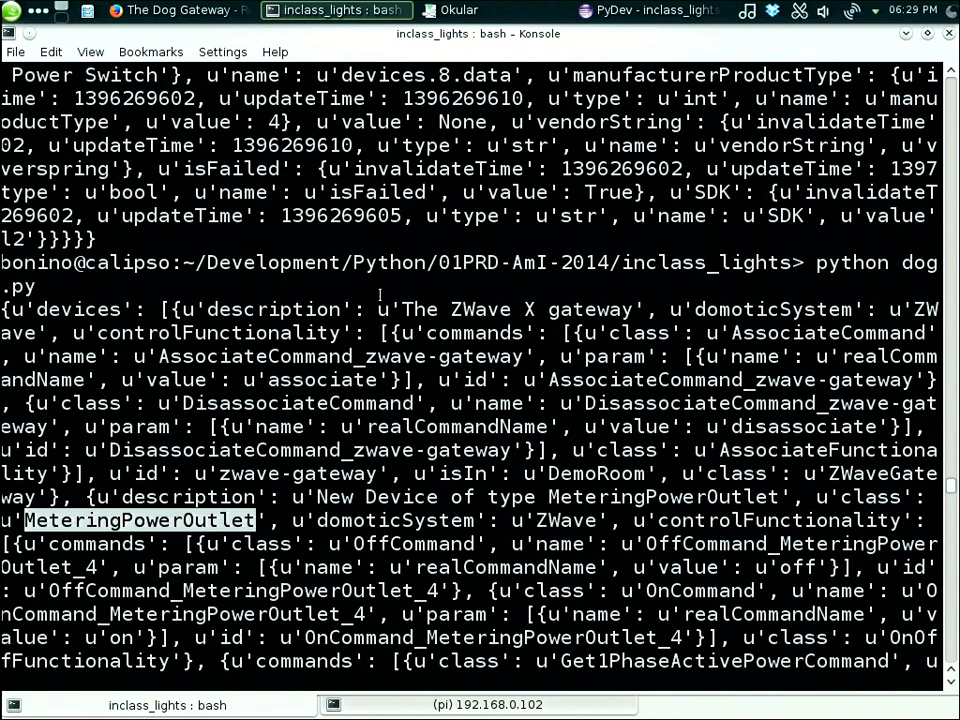 The Dog Gateway - R
inclass_lights : bash
Okular
PyDev - inclass_lights
06:29 PM
inclass_lights : bash – Konsole
File Edit View Bookmarks Settings Help
 Power Switch'}, u'name': u'devices.8.data', u'manufacturerProductType': {u'i
ime': 1396269602, u'updateTime': 1396269610, u'type': u'int', u'name': u'manu
oductType', u'value': 4}, u'value': None, u'vendorString': {u'invalidateTime'
02, u'updateTime': 1396269610, u'type': u'str', u'name': u'vendorString', u'v
verspring'}, u'isFailed': {u'invalidateTime': 1396269602, u'updateTime': 1397
type': u'bool', u'name': u'isFailed', u'value': True}, u'SDK': {u'invalidateT
269602, u'updateTime': 1396269605, u'type': u'str', u'name': u'SDK', u'value'
l2'}}}}}
bonino@calipso:~/Development/Python/01PRD-AmI-2014/inclass_lights> python dog
.py
{u'devices': [{u'description': u'The ZWave X gateway', u'domoticSystem': u'ZW
ave', u'controlFunctionality': [{u'commands': [{u'class': u'AssociateCommand'
, u'name': u'AssociateCommand_zwave-gateway', u'param': [{u'name': u'realComm
andName', u'value': u'associate'}], u'id': u'AssociateCommand_zwave-gateway'}
, {u'class': u'DisassociateCommand', u'name': u'DisassociateCommand_zwave-gat
eway', u'param': [{u'name': u'realCommandName', u'value': u'disassociate'}],
u'id': u'DisassociateCommand_zwave-gateway'}], u'class': u'AssociateFunctiona
lity'}], u'id': u'zwave-gateway', u'isIn': u'DemoRoom', u'class': u'ZWaveGate
way'}, {u'description': u'New Device of type MeteringPowerOutlet', u'class':
u'MeteringPowerOutlet', u'domoticSystem': u'ZWave', u'controlFunctionality':
[{u'commands': [{u'class': u'OffCommand', u'name': u'OffCommand_MeteringPower
Outlet_4', u'param': [{u'name': u'realCommandName', u'value': u'off'}], u'id'
: u'OffCommand_MeteringPowerOutlet_4'}, {u'class': u'OnCommand', u'name': u'O
nCommand_MeteringPowerOutlet_4', u'param': [{u'name': u'realCommandName', u'v
alue': u'on'}], u'id': u'OnCommand_MeteringPowerOutlet_4'}], u'class': u'OnOf
fFunctionality'}, {u'commands': [{u'class': u'Get1PhaseActivePowerCommand', u
inclass_lights : bash
(pi) 192.168.0.102